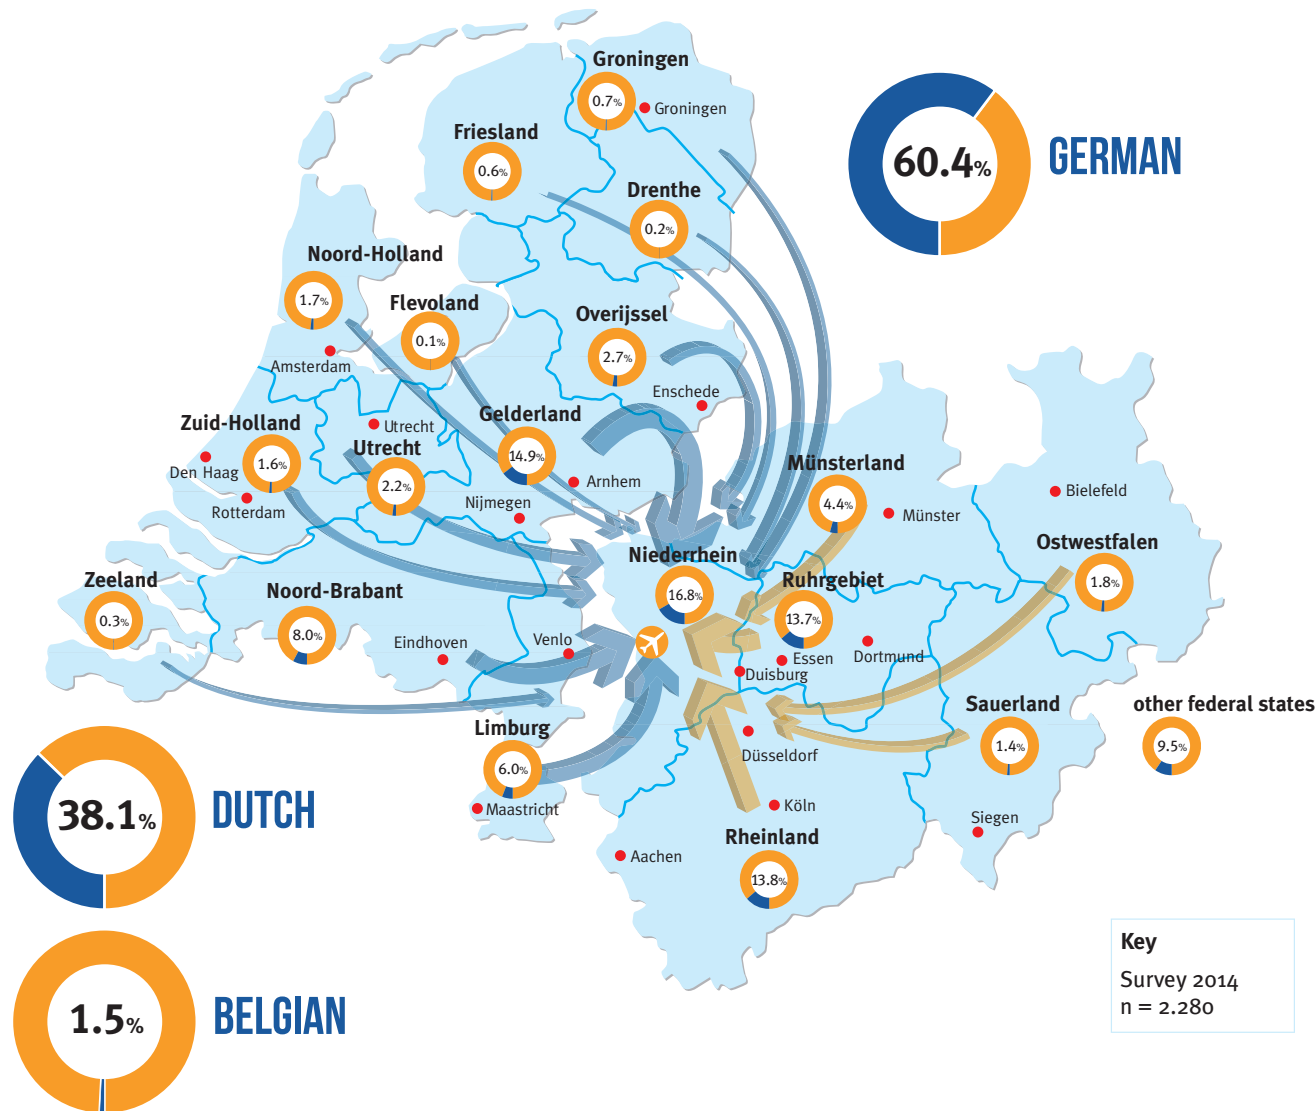 Groningen
0.7%
Groningen
Friesland
0.6%
Drenthe
0.2%
60.4%
GERMAN
Noord-Holland
1.7%
Amsterdam
Flevoland
0.1%
Overijssel
2.7%
Enschede
Zuid-Holland
1.6%
Den Haag
Rotterdam
Utrecht
Utrecht
2.2%
Gelderland
14.9%
Arnhem
Nijmegen
Münsterland
4.4%
Münster
Bielefeld
Ostwestfalen
1.8%
Niederrhein
16.8%
Ruhrgebiet
13.7%
Essen
Dortmund
Duisburg
Zeeland
0.3%
Noord-Brabant
8.0%
Eindhoven
Venlo
Limburg
6.0%
Maastricht
Düsseldorf
Sauerland
1.4%
other federal states
9.5%
Köln
Siegen
Rheinland
13.8%
Aachen
38.1%
DUTCH
1.5%
BELGIAN
Key
Survey 2014
n = 2.280